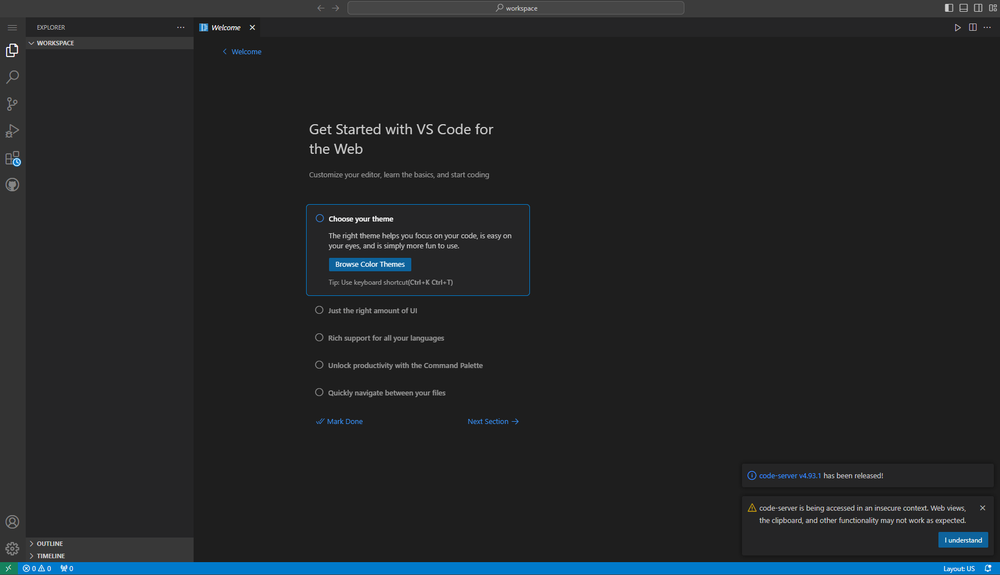 workspace
EXPLORER
WORKSPACE
Welcome
Welcome
Get Started with VS Code for
the Web
Customize your editor, learn the basics, and start coding
Choose your theme
The right theme helps you focus on your code, is easy on
your eyes, and is simply more fun to use.
Browse Color Themes
Tip: Use keyboard shortcut(Ctrl+K Ctrl+T)
Just the right amount of UI
Rich support for all your languages
Unlock productivity with the Command Palette
Quickly navigate between your files
Mark Done
Next Section
code-server v4.93.1 has been released!
code-server is being accessed in an insecure context. Web views,
the clipboard, and other functionality may not work as expected.
I understand
OUTLINE
TIMELINE
0 0 0
Layout: US